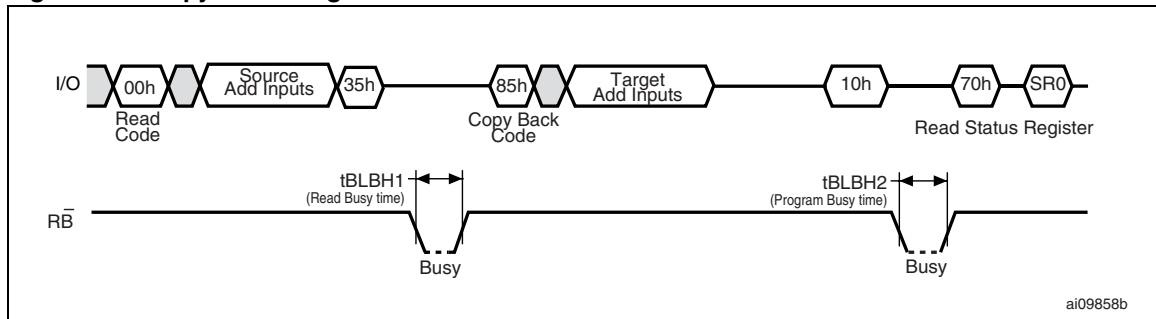 I/O
00h
Source
Add Inputs
35h
85h
Target
Add Inputs
10h
70h
SR0
Read
Code
Copy Back
Code
Read Status Register
tBLBH1
(Read Busy time)
tBLBH2
(Program Busy time)
RB̅
Busy
Busy
ai09858b